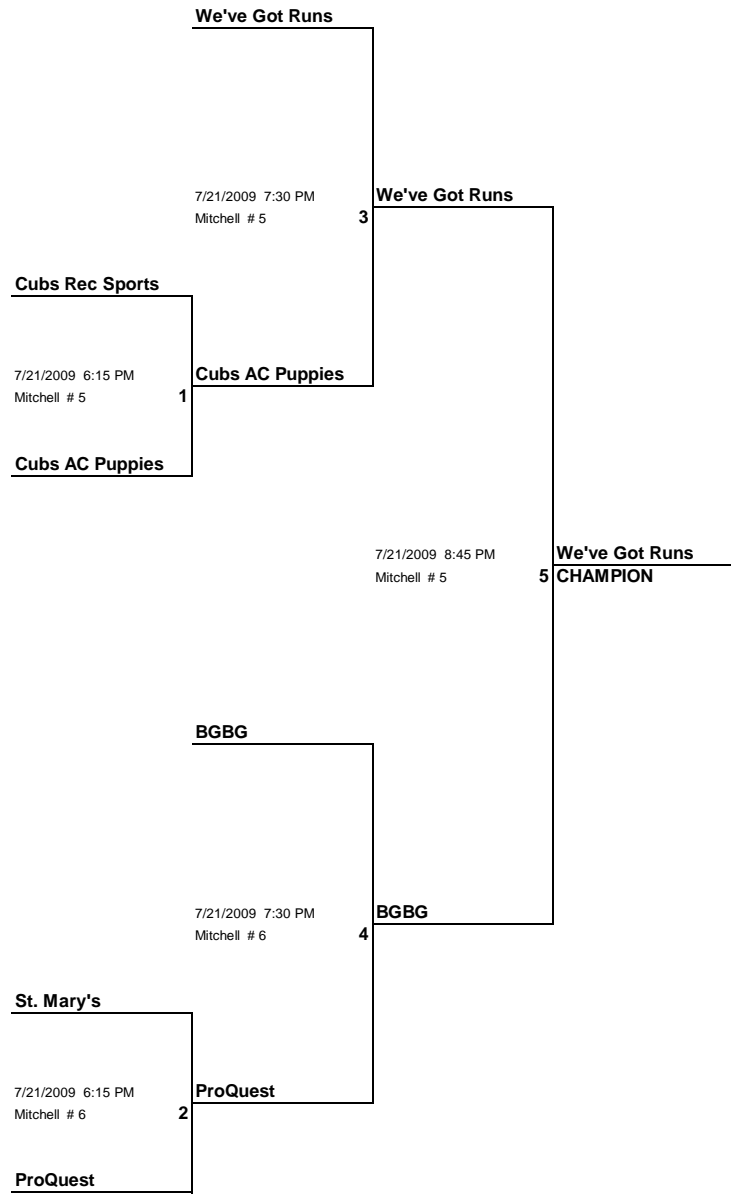 We've Got Runs
7/21/2009 7:30 PM
We've Got Runs
Mitchell # 5
3
Cubs Rec Sports
7/21/2009 6:15 PM
Cubs AC Puppies
Mitchell # 5
1
Cubs AC Puppies
7/21/2009 8:45 PM
We've Got Runs
Mitchell # 5
5
CHAMPION
BGBG
7/21/2009 7:30 PM
BGBG
Mitchell # 6
4
St. Mary's
7/21/2009 6:15 PM
ProQuest
Mitchell # 6
2
ProQuest